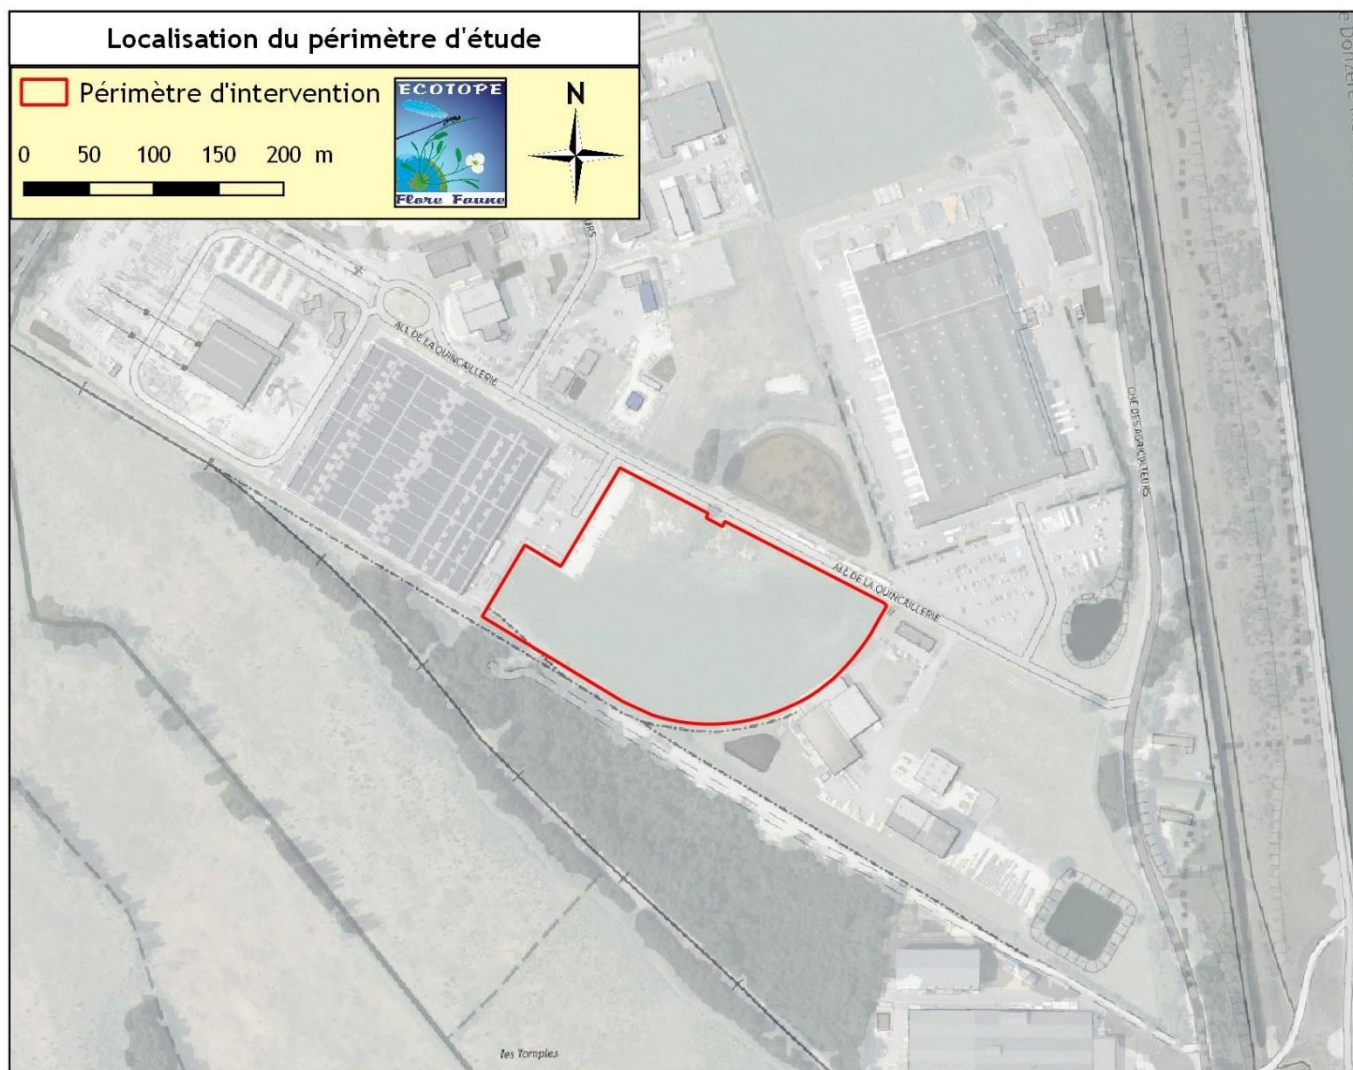 Localisation du périmètre d'étude
Périmètre d'intervention
ECOTOPE
Flore Faune
N
0 50 100 150 200 m
ALL DE LA QUINCAILLERIE
CHE DES AGRICULTEURS
ALL DE LA QUINCAILLERIE
les Tomples